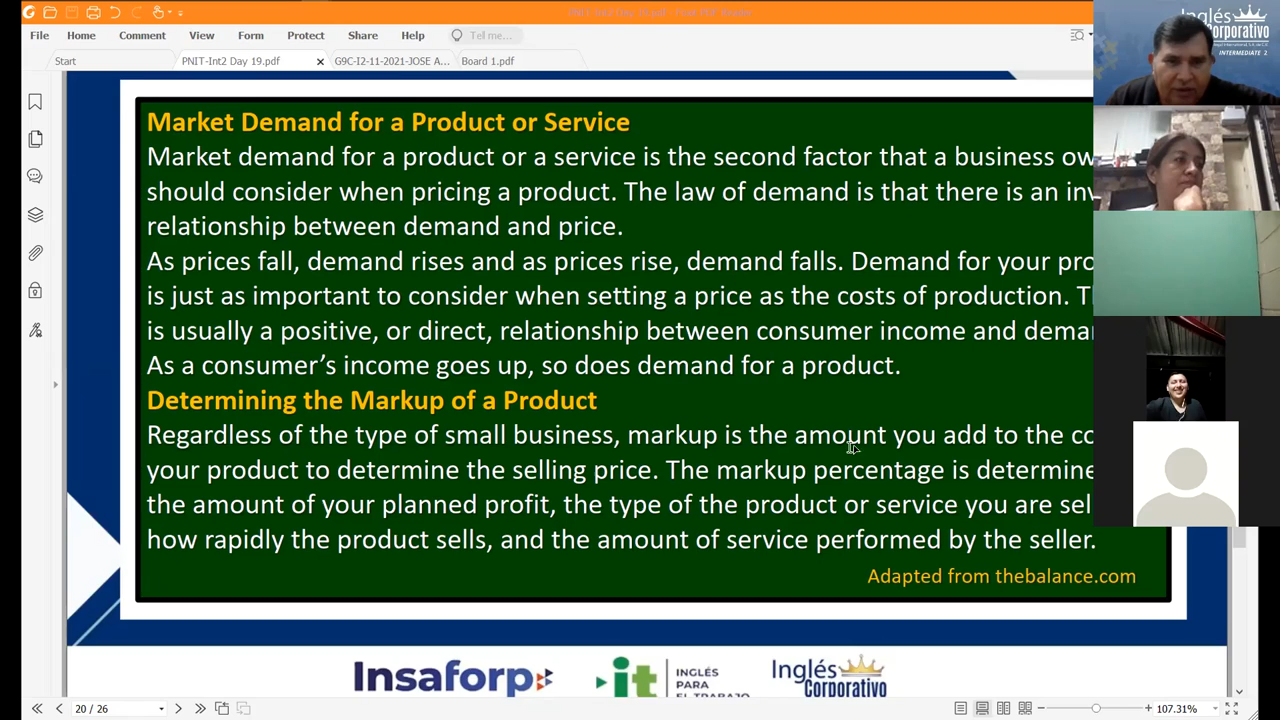 File Home Comment View Form Protect Share Help Tell me...
Start PNIT-Int2 Day 19.pdf G9C-I2-11-2021-JOSE A... Board 1.pdf
Inglés
Corporativo
INTERMEDIATE 2
Market Demand for a Product or Service
Market demand for a product or a service is the second factor that a business ow
should consider when pricing a product. The law of demand is that there is an inv
relationship between demand and price.
As prices fall, demand rises and as prices rise, demand falls. Demand for your pro
is just as important to consider when setting a price as the costs of production. T
is usually a positive, or direct, relationship between consumer income and dema
As a consumer's income goes up, so does demand for a product.
Determining the Markup of a Product
Regardless of the type of small business, markup is the amount you add to the co
your product to determine the selling price. The markup percentage is determine
the amount of your planned profit, the type of the product or service you are sel
how rapidly the product sells, and the amount of service performed by the seller.
Adapted from thebalance.com
Insaforp
it
INGLÉS
PARA
EL TRABAJO
Inglés
Corporativo
20 / 26
107.31%